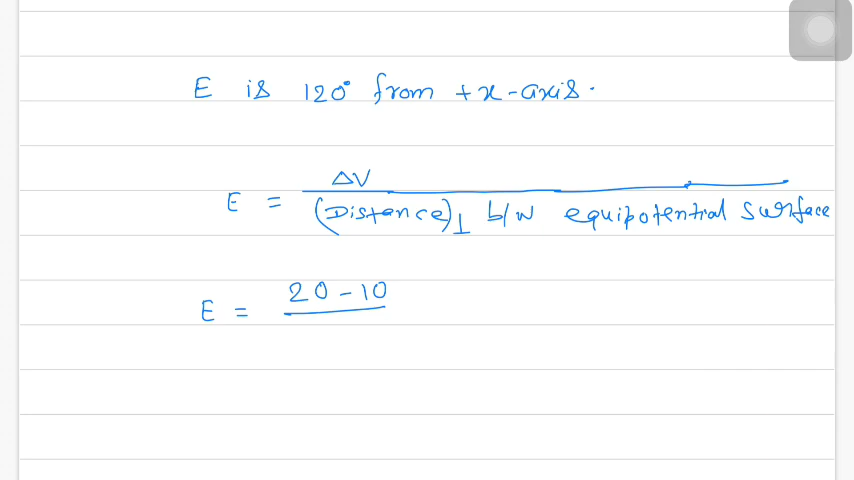 E is 120° from +x-axis.
ΔV
E =
(Distance)⊥ b/w equipotential surface
20 - 10
E =